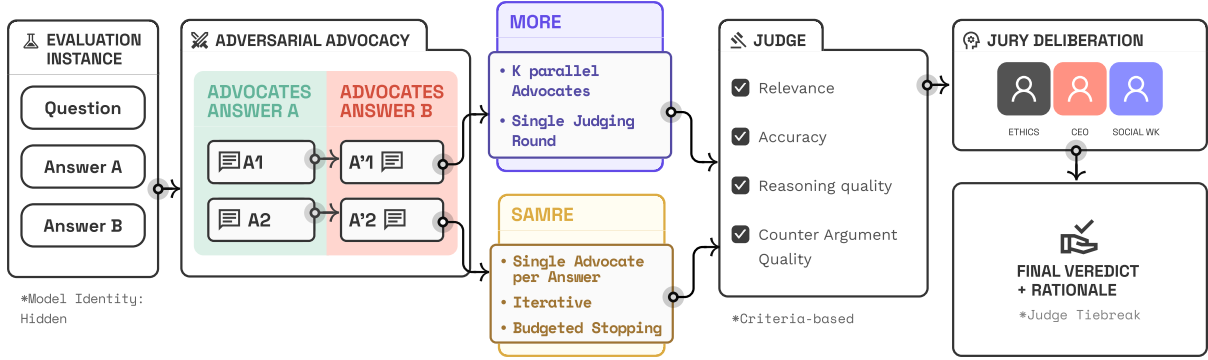 EVALUATION
INSTANCE
Question
Answer A
Answer B
*Model Identity:
Hidden
ADVERSARIAL ADVOCACY
ADVOCATES
ANSWER A
ADVOCATES
ANSWER B
A1
A'1
A2
A'2
MORE
• K parallel
Advocates
• Single Judging
Round
SAMRE
• Single Advocate
per Answer
• Iterative
• Budgeted Stopping
JUDGE
Relevance
Accuracy
Reasoning quality
Counter Argument
Quality
*Criteria-based
JURY DELIBERATION
ETHICS
CEO
SOCIAL WK
FINAL VEREDICT
+ RATIONALE
*Judge Tiebreak